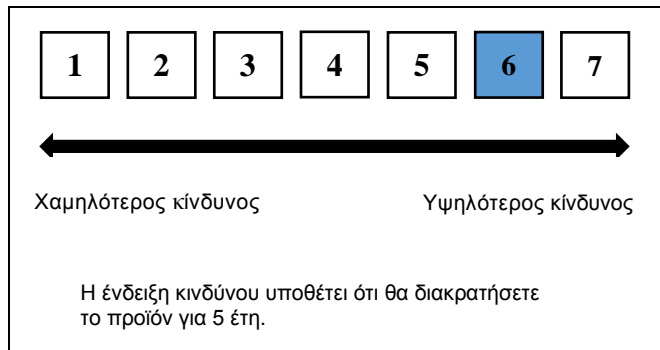 1 2 3 4 5 6 7
Χαμηλότερος κίνδυνος Υψηλότερος κίνδυνος
Η ένδειξη κινδύνου υποθέτει ότι θα διακρατήσετε
το προϊόν για 5 έτη.